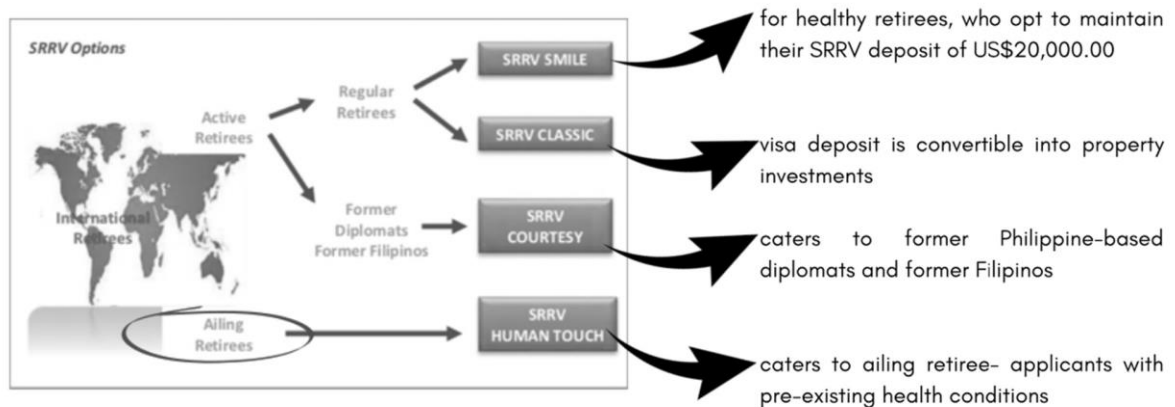 SRRV Options
International
Retirees
Active
Retirees
Regular
Retirees
Former
Diplomats
Former Filipinos
Ailing
Retirees
SRRV SMILE
SRRV CLASSIC
SRRV
COURTESY
SRRV
HUMAN TOUCH
for healthy retirees, who opt to maintain
their SRRV deposit of US$20,000.00
visa deposit is convertible into property
investments
caters to former Philippine-based
diplomats and former Filipinos
caters to ailing retiree- applicants with
pre-existing health conditions